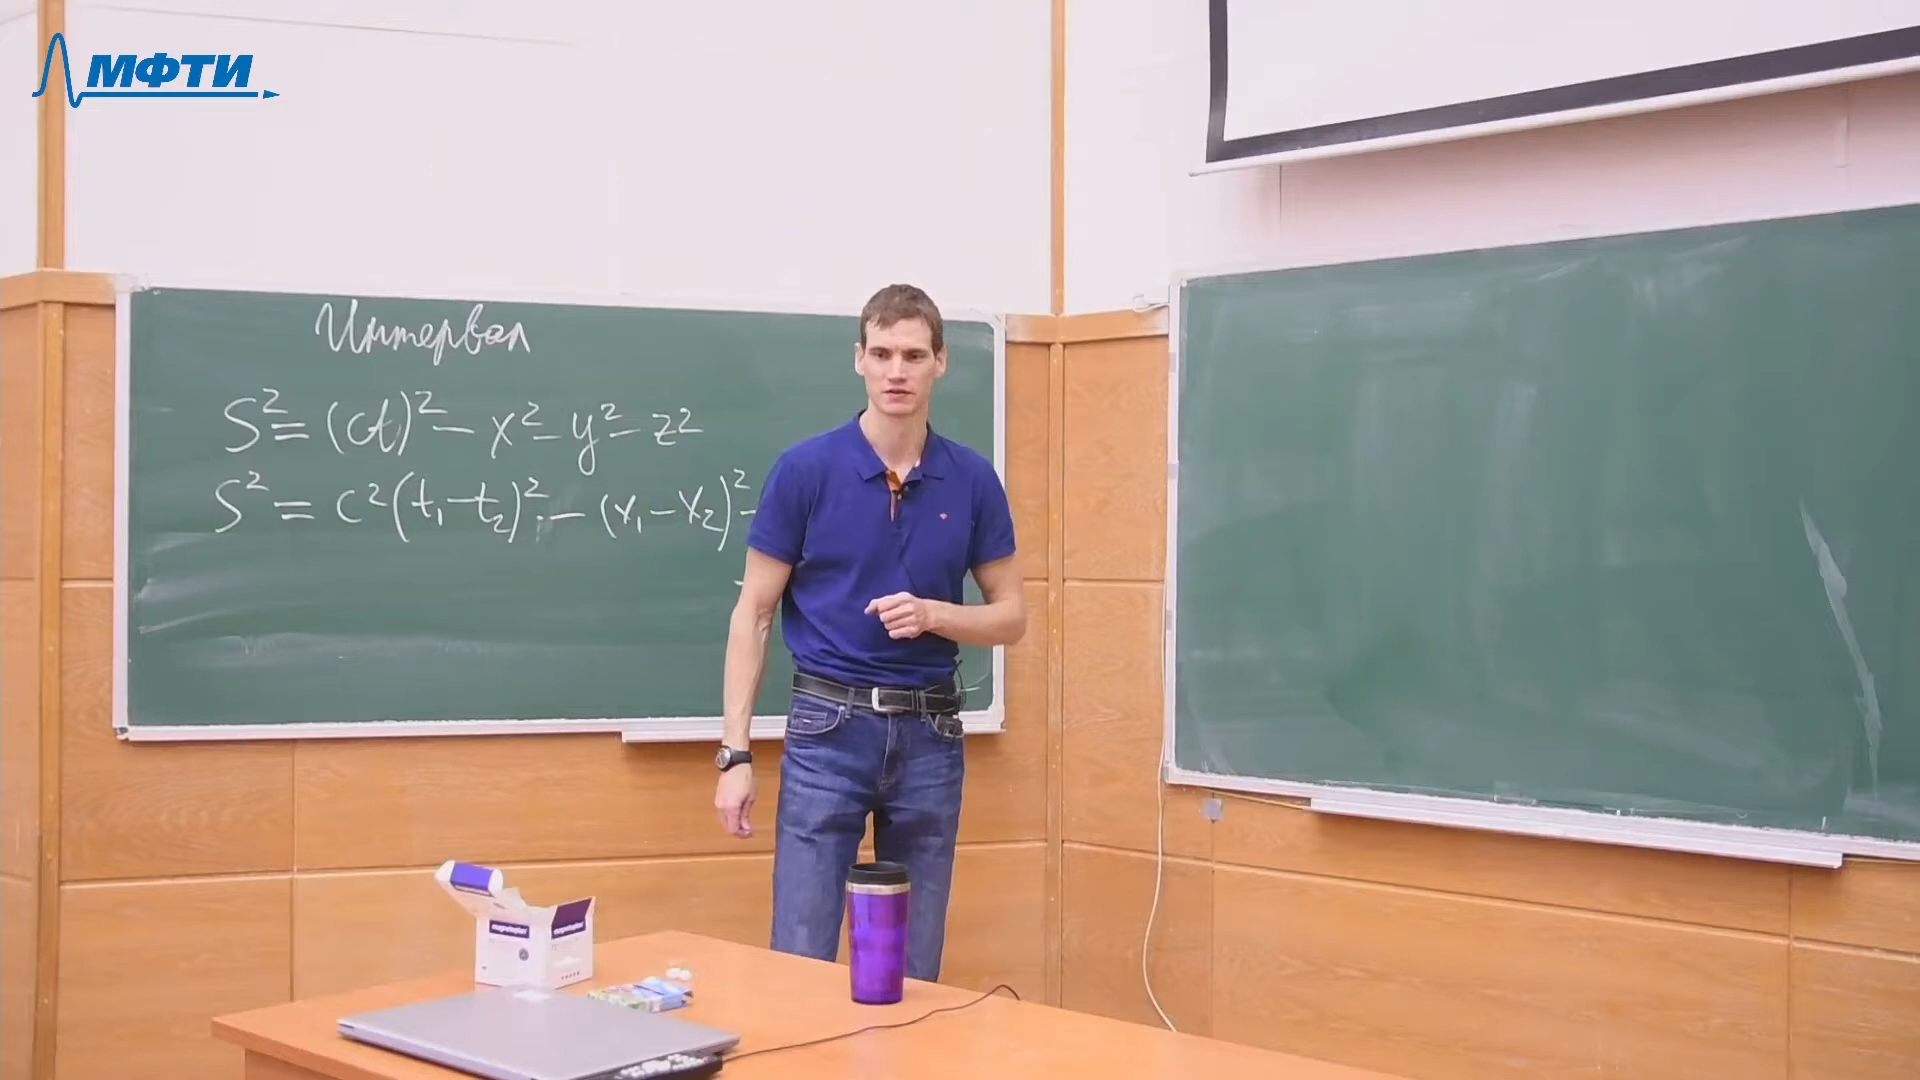 МФТИ
Интервал
S² = (ct)² − x² − y² − z²
S² = c²(t₁ − t₂)² − (x₁ − x₂)² −